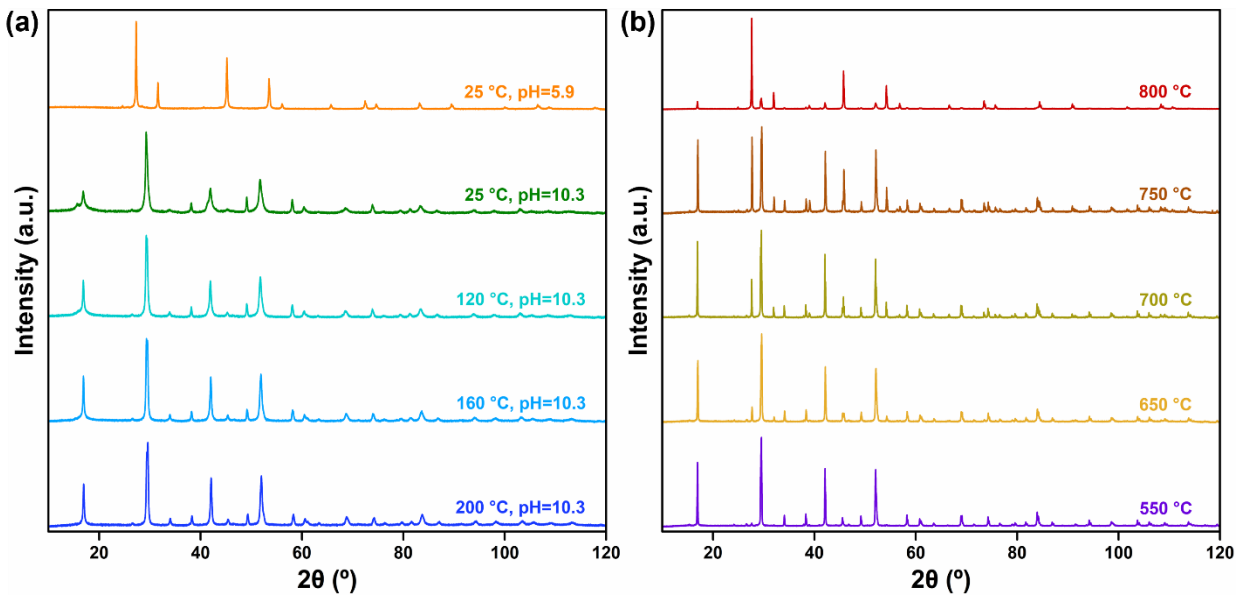 (a)
Intensity (a.u.)
25 °C, pH=5.9
25 °C, pH=10.3
120 °C, pH=10.3
160 °C, pH=10.3
200 °C, pH=10.3
20 40 60 80 100 120
2θ (º)
(b)
Intensity (a.u.)
800 °C
750 °C
700 °C
650 °C
550 °C
20 40 60 80 100 120
2θ (º)